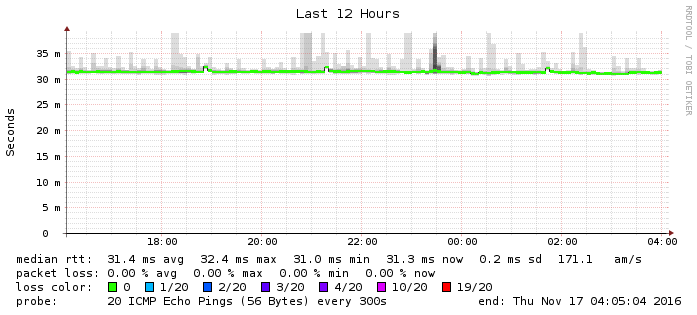 Last 12 Hours
RRDTOOL / TOBI OETIKER
Seconds
35 m
30 m
25 m
20 m
15 m
10 m
5 m
0
18:00 20:00 22:00 00:00 02:00 04:00
median rtt: 31.4 ms avg 32.4 ms max 31.0 ms min 31.3 ms now 0.2 ms sd 171.1 am/s
packet loss: 0.00 % avg 0.00 % max 0.00 % min 0.00 % now
loss color: 0 1/20 2/20 3/20 4/20 10/20 19/20
probe: 20 ICMP Echo Pings (56 Bytes) every 300s end: Thu Nov 17 04:05:04 2016